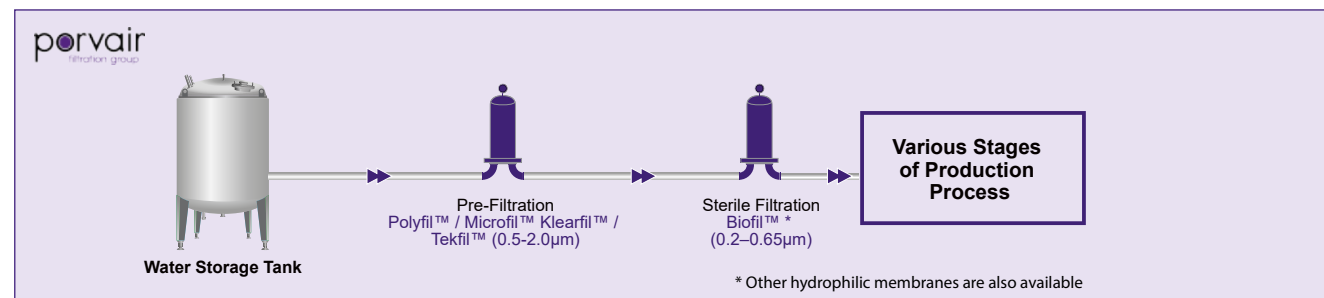 porvair
filtration group
Pre-Filtration
Polyfil™ / Microfil™ Klearfil™ /
Tekfil™ (0.5-2.0µm)
Sterile Filtration
Biofil™ *
(0.2–0.65µm)
Various Stages
of Production
Process
Water Storage Tank
* Other hydrophilic membranes are also available